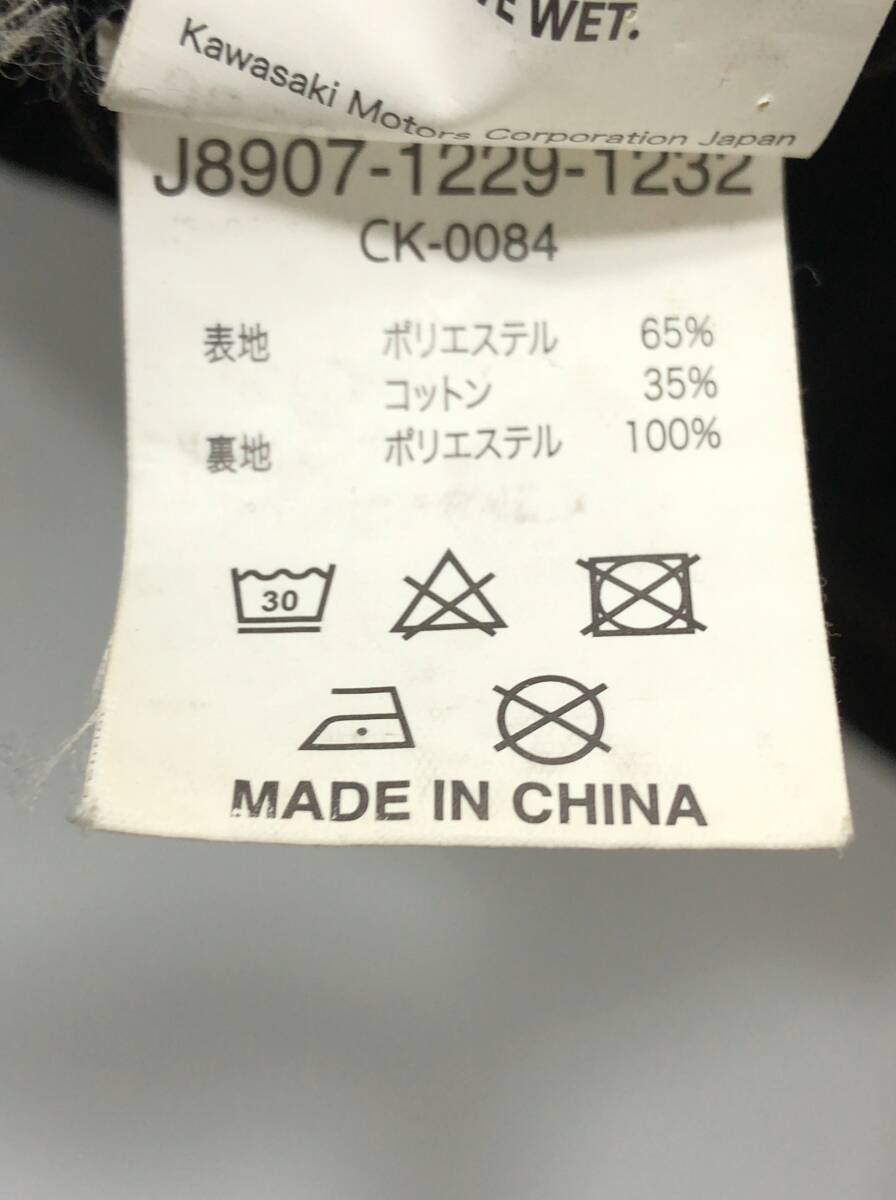 WET.
Kawasaki Motors Corporation Japan
J8907-1229-1232
CK-0084
表地 ポリエステル 65%
コットン 35%
裏地 ポリエステル 100%
30
MADE IN CHINA